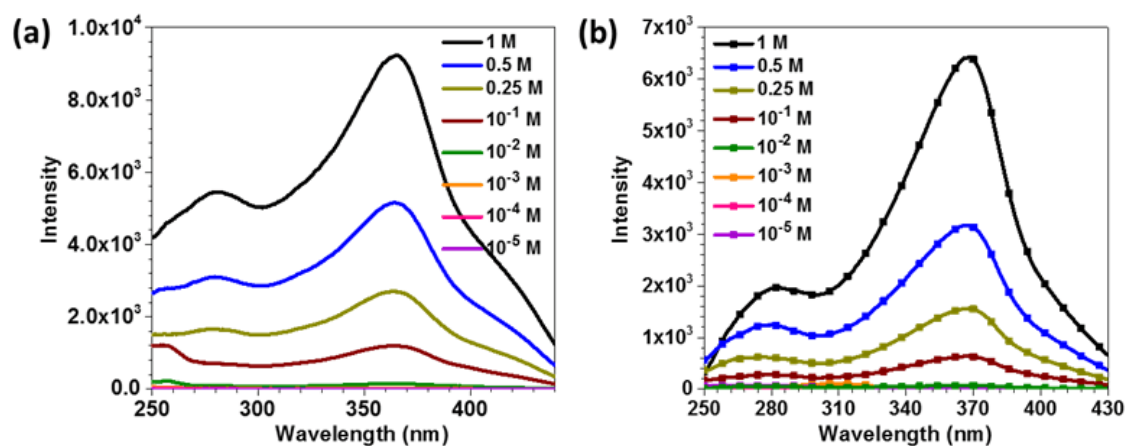 (a)
1.0x10⁴
8.0x10³
6.0x10³
4.0x10³
2.0x10³
0.0
Intensity
250 300 350 400
Wavelength (nm)
1 M
0.5 M
0.25 M
10⁻¹ M
10⁻² M
10⁻³ M
10⁻⁴ M
10⁻⁵ M
(b)
7x10³
6x10³
5x10³
4x10³
3x10³
2x10³
1x10³
0
Intensity
250 280 310 340 370 400 430
Wavelength (nm)
1 M
0.5 M
0.25 M
10⁻¹ M
10⁻² M
10⁻³ M
10⁻⁴ M
10⁻⁵ M